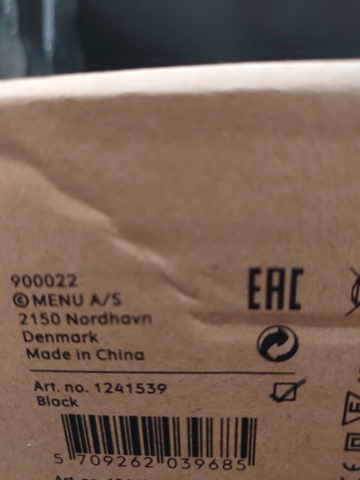 900022
© MENU A/S
2150 Nordhavn
Denmark
Made in China
EAC
Art. no. 1241539
Black
5 709262 039685